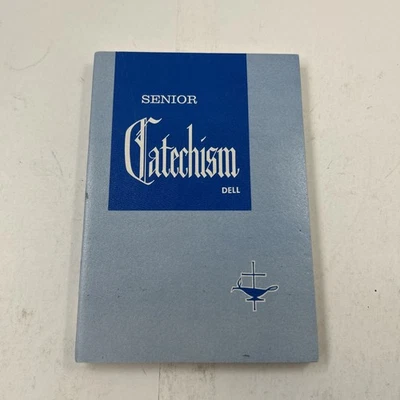 SENIOR
Catechism
DELL